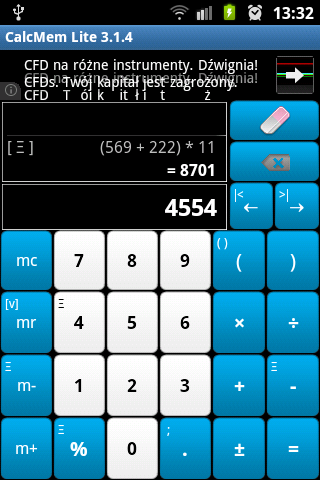 13:32
CalcMem Lite 3.1.4
CFD na różne instrumenty. Dźwignia!
CFDs. Twój kapitał jest zagrożony.
CFD
[ Ξ ] (569 + 222) * 11
= 8701
4554
|< ← >| →
mc 7 8 9 ( ) ( )
[v] mr Ξ 4 5 6 × ÷
Ξ m- 1 2 3 + Ξ -
m+ Ξ % 0 ; . ± =